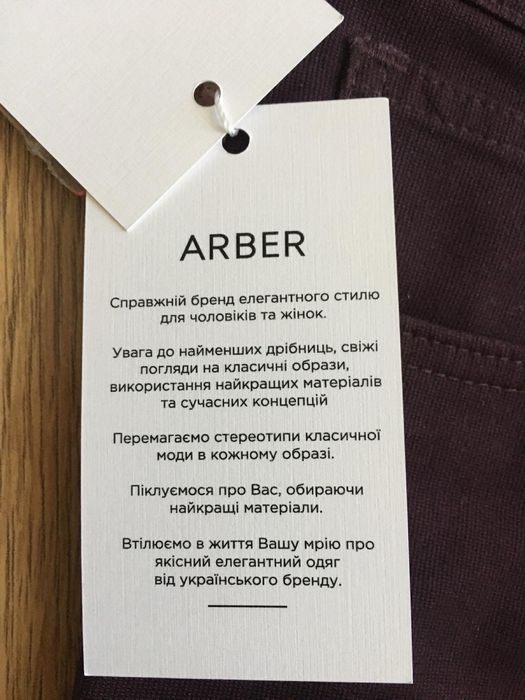 ARBER
Справжній бренд елегантного стилю
для чоловіків та жінок.
Увага до найменших дрібниць, свіжі
погляди на класичні образи,
використання найкращих матеріалів
та сучасних концепцій
Перемагаємо стереотипи класичної
моди в кожному образі.
Піклуємося про Вас, обираючи
найкращі матеріали.
Втілюємо в життя Вашу мрію про
якісний елегантний одяг
від українського бренду.